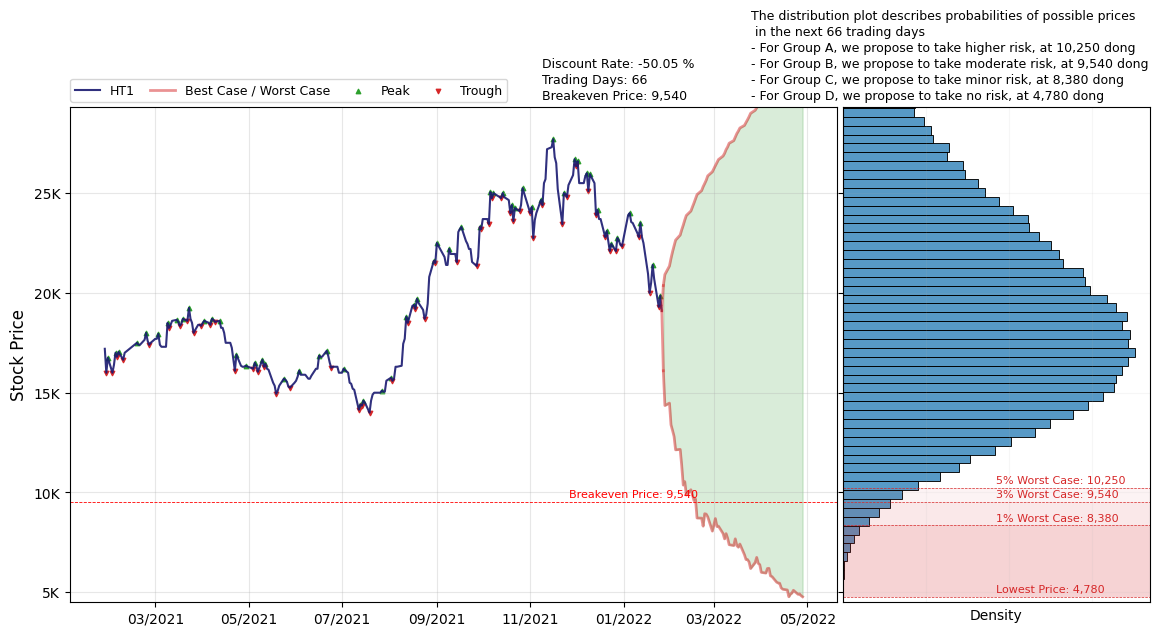 The distribution plot describes probabilities of possible prices
in the next 66 trading days
- For Group A, we propose to take higher risk, at 10,250 dong
- For Group B, we propose to take moderate risk, at 9,540 dong
- For Group C, we propose to take minor risk, at 8,380 dong
- For Group D, we propose to take no risk, at 4,780 dong
Discount Rate: -50.05 %
Trading Days: 66
Breakeven Price: 9,540
HT1
Best Case / Worst Case
Peak
Trough
Stock Price
25K
20K
15K
10K
5K
Breakeven Price: 9,540
5% Worst Case: 10,250
3% Worst Case: 9,540
1% Worst Case: 8,380
Lowest Price: 4,780
03/2021
05/2021
07/2021
09/2021
11/2021
01/2022
03/2022
05/2022
Density